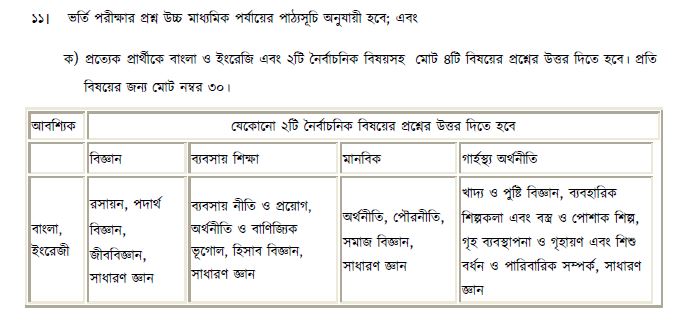 ১১।	ভর্তি পরীক্ষার প্রশ্ন উচ্চ মাধ্যমিক পর্যায়ের পাঠ্যসূচি অনুযায়ী হবে; এবং
ক) প্রত্যেক প্রার্থীকে বাংলা ও ইংরেজি এবং ২টি নৈর্বাচনিক বিষয়সহ মোট ৪টি বিষয়ের প্রশ্নের উত্তর দিতে হবে। প্রতি
বিষয়ের জন্য মোট নম্বর ৩০।
আবশ্যিক
যেকোনো ২টি নৈর্বাচনিক বিষয়ের প্রশ্নের উত্তর দিতে হবে
বিজ্ঞান
ব্যবসায় শিক্ষা
মানবিক
গার্হস্থ্য অর্থনীতি
বাংলা,
ইংরেজী
রসায়ন, পদার্থ
বিজ্ঞান,
জীববিজ্ঞান,
সাধারণ জ্ঞান
ব্যবসায় নীতি ও প্রয়োগ,
অর্থনীতি ও বাণিজ্যিক
ভূগোল, হিসাব বিজ্ঞান,
সাধারণ জ্ঞান
অর্থনীতি, পৌরনীতি,
সমাজ বিজ্ঞান,
সাধারণ জ্ঞান
খাদ্য ও পুষ্টি বিজ্ঞান, ব্যবহারিক
শিল্পকলা এবং বস্ত্র ও পোশাক শিল্প,
গৃহ ব্যবস্থাপনা ও গৃহায়ণ এবং শিশু
বর্ধন ও পারিবারিক সম্পর্ক, সাধারণ
জ্ঞান